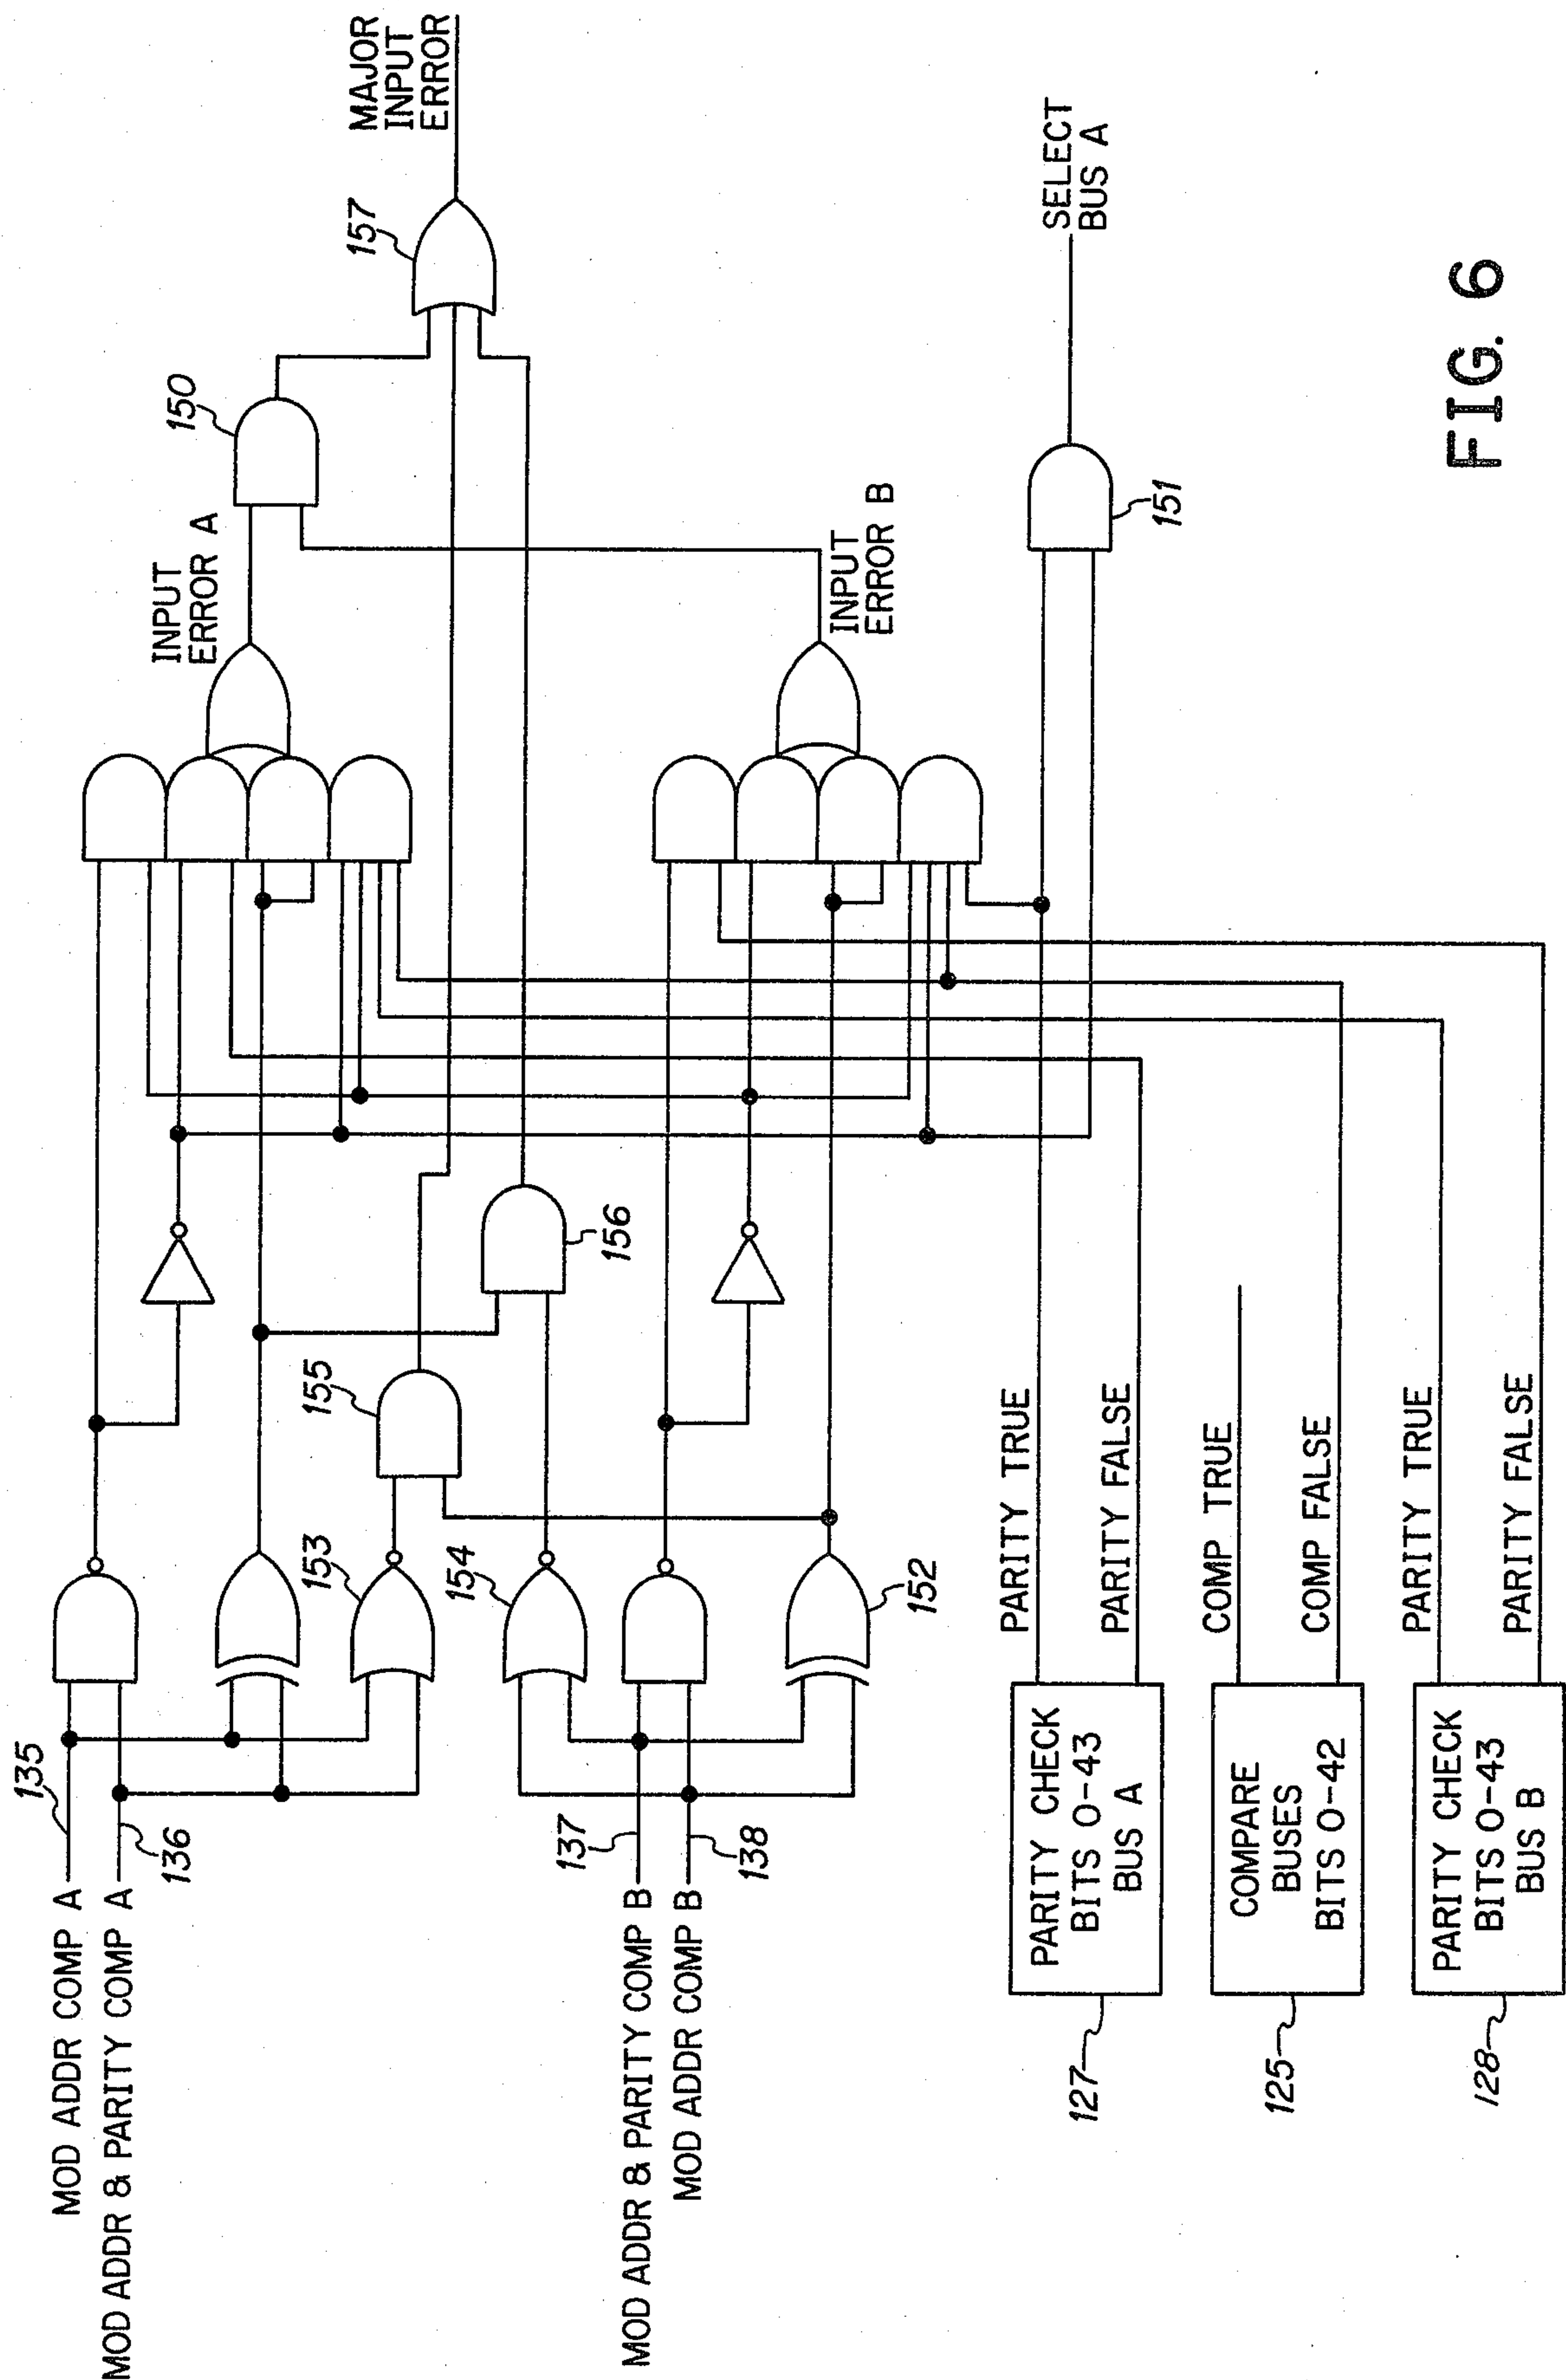 MOD ADDR COMP A
135
MOD ADDR & PARITY COMP A
136
153
155
INPUT
ERROR A
150
157
MAJOR
INPUT
ERROR
154
156
MOD ADDR & PARITY COMP B
137
MOD ADDR COMP B
138
152
INPUT
ERROR B
127
PARITY CHECK
BITS 0-43
BUS A
PARITY TRUE
PARITY FALSE
151
SELECT
BUS A
125
COMPARE
BUSES
BITS 0-42
COMP TRUE
COMP FALSE
128
PARITY CHECK
BITS 0-43
BUS B
PARITY TRUE
PARITY FALSE
FIG. 6